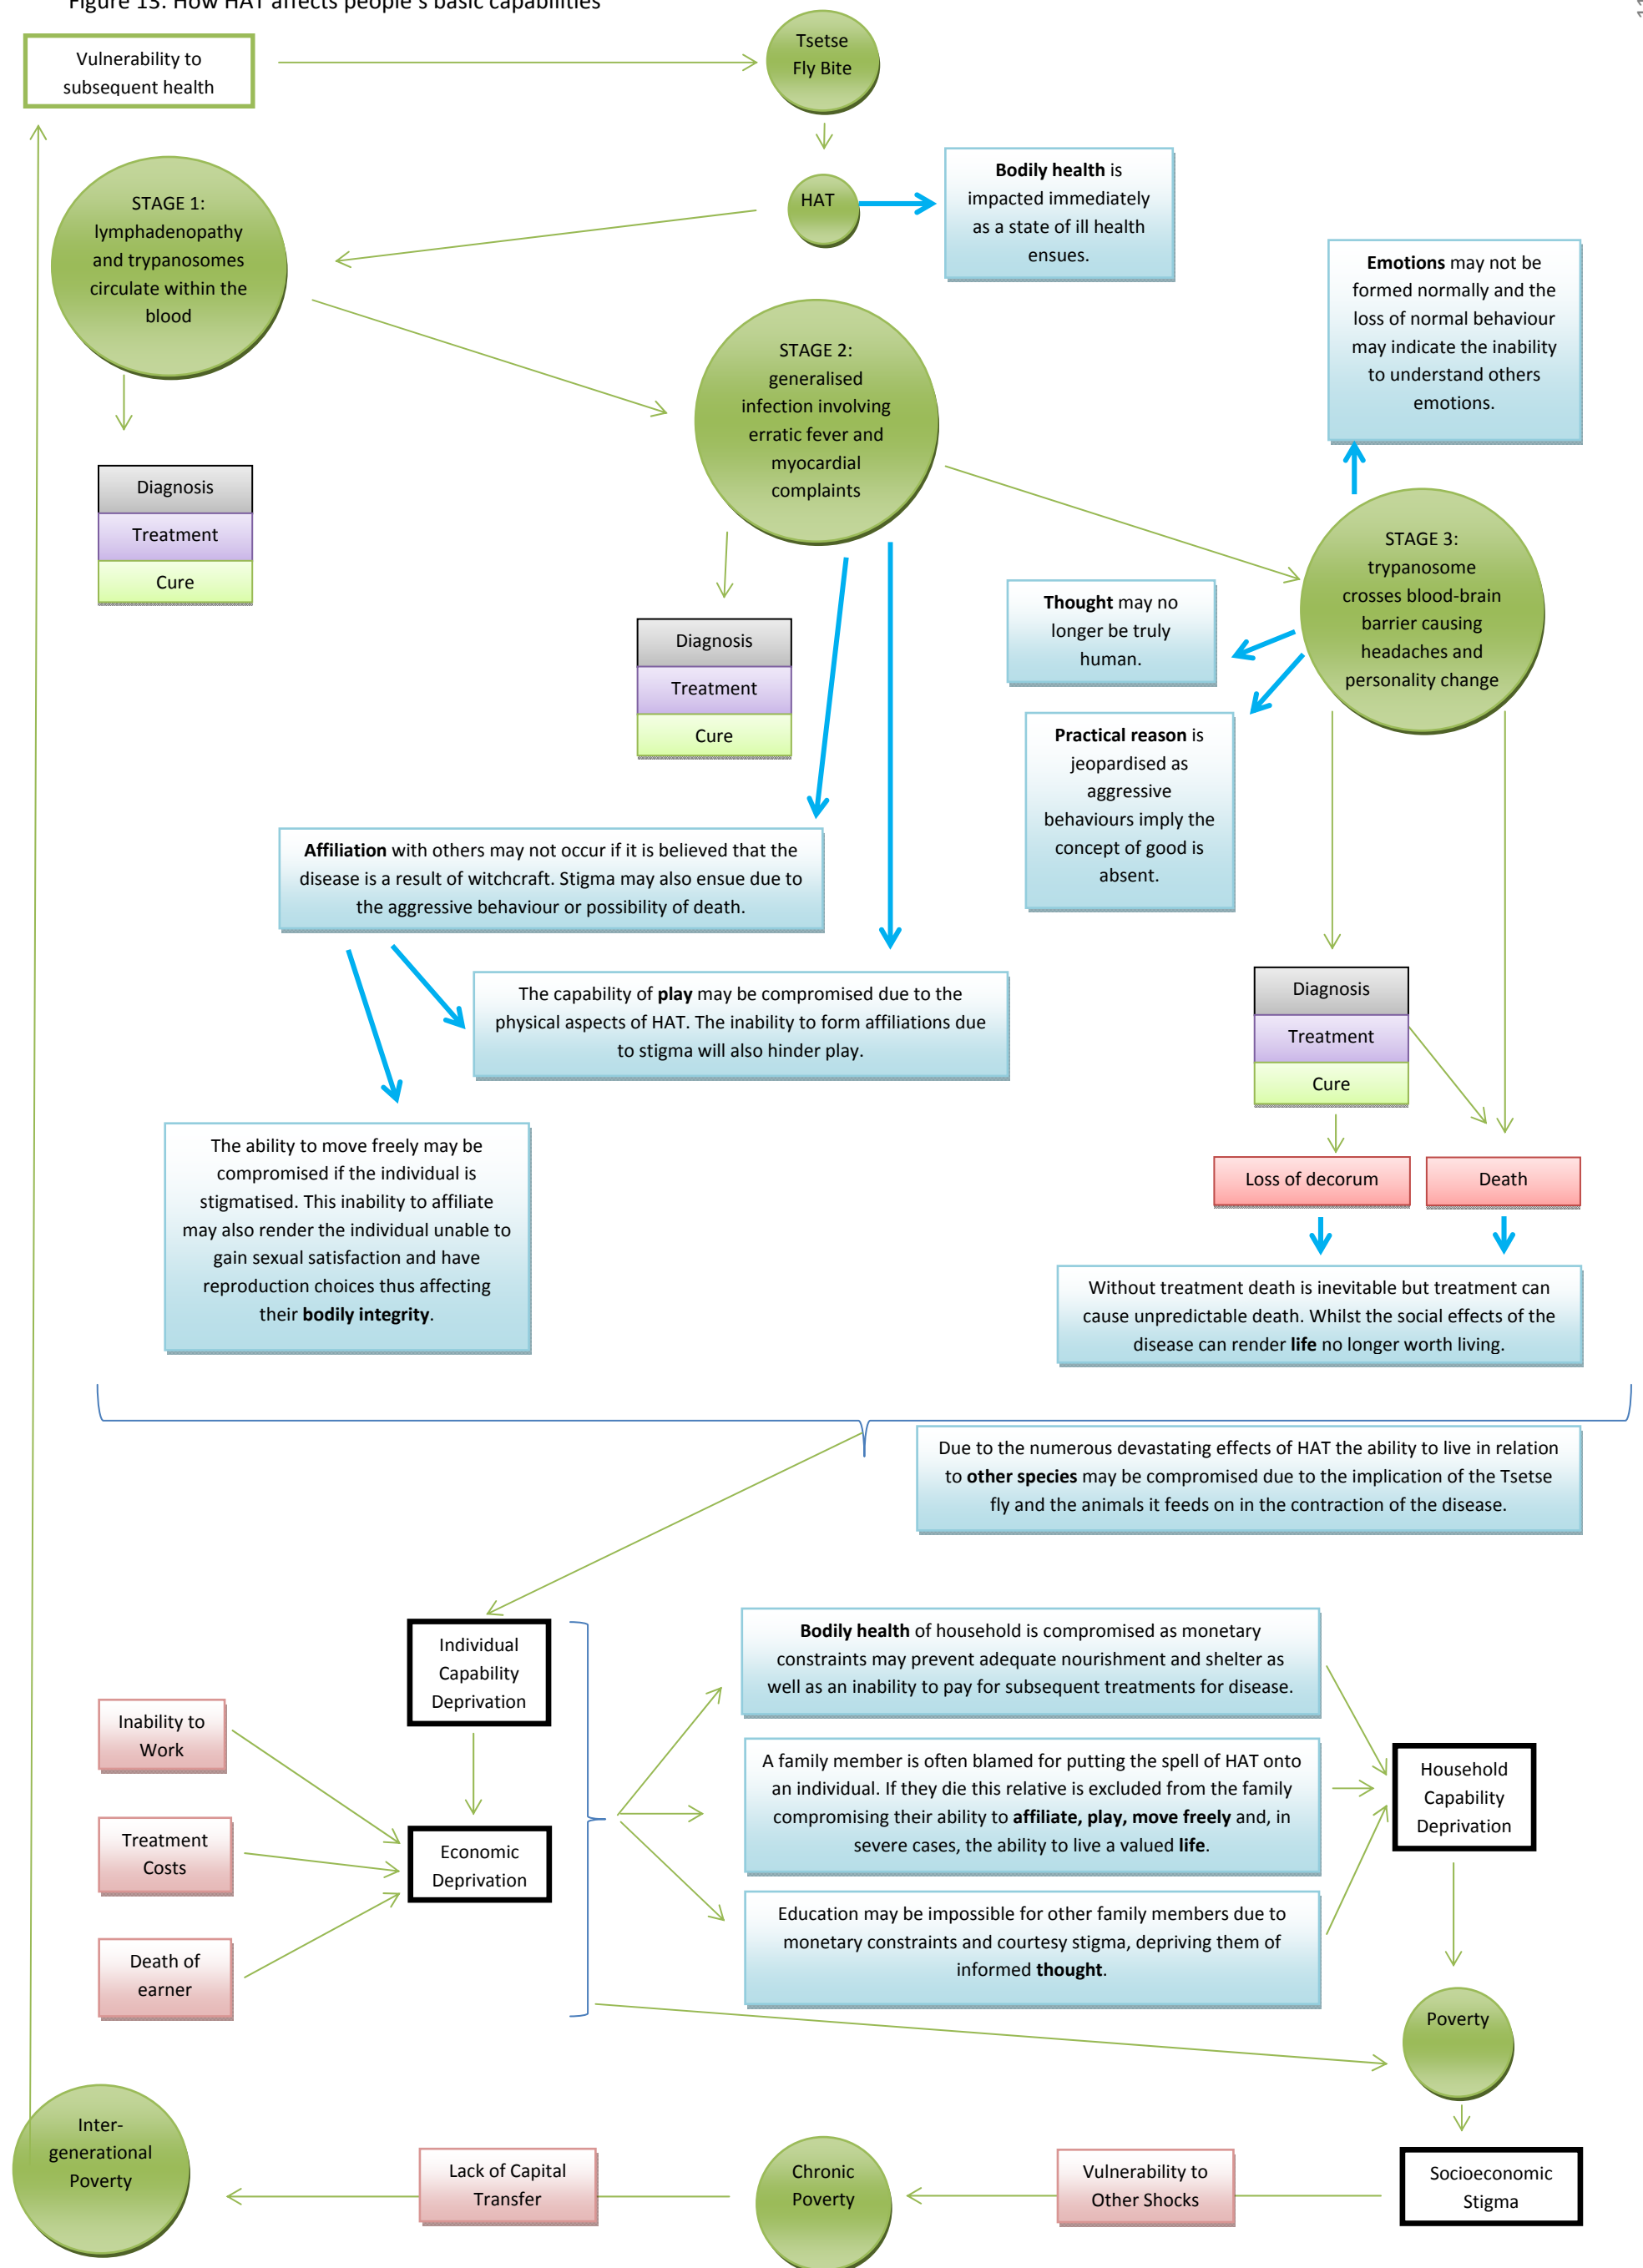 Figure 13: How HAT affects people's basic capabilities
Vulnerability to
subsequent health
Tsetse
Fly Bite
HAT
Bodily health is
impacted immediately
as a state of ill health
ensues.
STAGE 1:
lymphadenopathy
and trypanosomes
circulate within the
blood
Emotions may not be
formed normally and the
loss of normal behaviour
may indicate the inability
to understand others
emotions.
STAGE 2:
generalised
infection involving
erratic fever and
myocardial
complaints
Diagnosis
Treatment
Cure
STAGE 3:
trypanosome
crosses blood-brain
barrier causing
headaches and
personality change
Thought may no
longer be truly
human.
Diagnosis
Treatment
Cure
Practical reason is
jeopardised as
aggressive
behaviours imply the
concept of good is
absent.
Affiliation with others may not occur if it is believed that the
disease is a result of witchcraft. Stigma may also ensue due to
the aggressive behaviour or possibility of death.
The capability of play may be compromised due to the
physical aspects of HAT. The inability to form affiliations due
to stigma will also hinder play.
Diagnosis
Treatment
Cure
The ability to move freely may be
compromised if the individual is
stigmatised. This inability to affiliate
may also render the individual unable to
gain sexual satisfaction and have
reproduction choices thus affecting
their bodily integrity.
Loss of decorum
Death
Without treatment death is inevitable but treatment can
cause unpredictable death. Whilst the social effects of the
disease can render life no longer worth living.
Due to the numerous devastating effects of HAT the ability to live in relation
to other species may be compromised due to the implication of the Tsetse
fly and the animals it feeds on in the contraction of the disease.
Individual
Capability
Deprivation
Bodily health of household is compromised as monetary
constraints may prevent adequate nourishment and shelter as
well as an inability to pay for subsequent treatments for disease.
Inability to
Work
A family member is often blamed for putting the spell of HAT onto
an individual. If they die this relative is excluded from the family
compromising their ability to affiliate, play, move freely and, in
severe cases, the ability to live a valued life.
Household
Capability
Deprivation
Treatment
Costs
Economic
Deprivation
Education may be impossible for other family members due to
monetary constraints and courtesy stigma, depriving them of
informed thought.
Death of
earner
Poverty
Inter-
generational
Poverty
Lack of Capital
Transfer
Chronic
Poverty
Vulnerability to
Other Shocks
Socioeconomic
Stigma